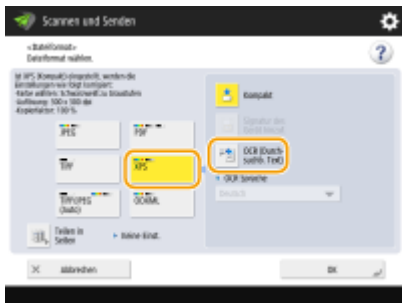 Scannen und Senden
<Dateiformat>
Dateiformat wählen.
Ist XPS (Kompakt) eingestellt, werden die
Einstellungen wie folgt korrigiert:
-Farbe wählen: Schwarzweiß zu Graustufen
-Auflösung: 300 x 300 dpi
-Kopierfaktor: 100 %
JPEG
PDF
TIFF
XPS
TIFF/JPEG
(Auto)
OOXML
Teilen in
Seiten
Keine Einst.
Kompakt
OCR (Durch-
suchb. Text)
OCR Sprache
Deutsch
Abbrechen
OK